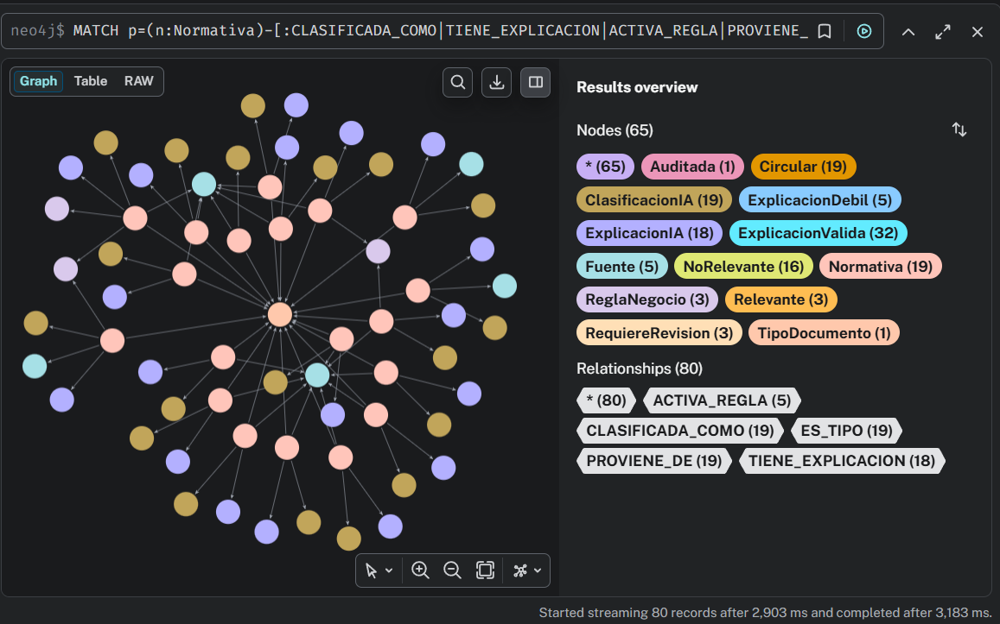 neo4j$ MATCH p=(n:Normativa)-[:CLASIFICADA_COMO|TIENE_EXPLICACION|ACTIVA_REGLA|PROVIENE_
Graph Table RAW
Results overview
Nodes (65)
* (65) Auditada (1) Circular (19)
ClasificacionIA (19) ExplicacionDebil (5)
ExplicacionIA (18) ExplicacionValida (32)
Fuente (5) NoRelevante (16) Normativa (19)
ReglaNegocio (3) Relevante (3)
RequiereRevision (3) TipoDocumento (1)
Relationships (80)
* (80) ACTIVA_REGLA (5)
CLASIFICADA_COMO (19) ES_TIPO (19)
PROVIENE_DE (19) TIENE_EXPLICACION (18)
Started streaming 80 records after 2,903 ms and completed after 3,183 ms.